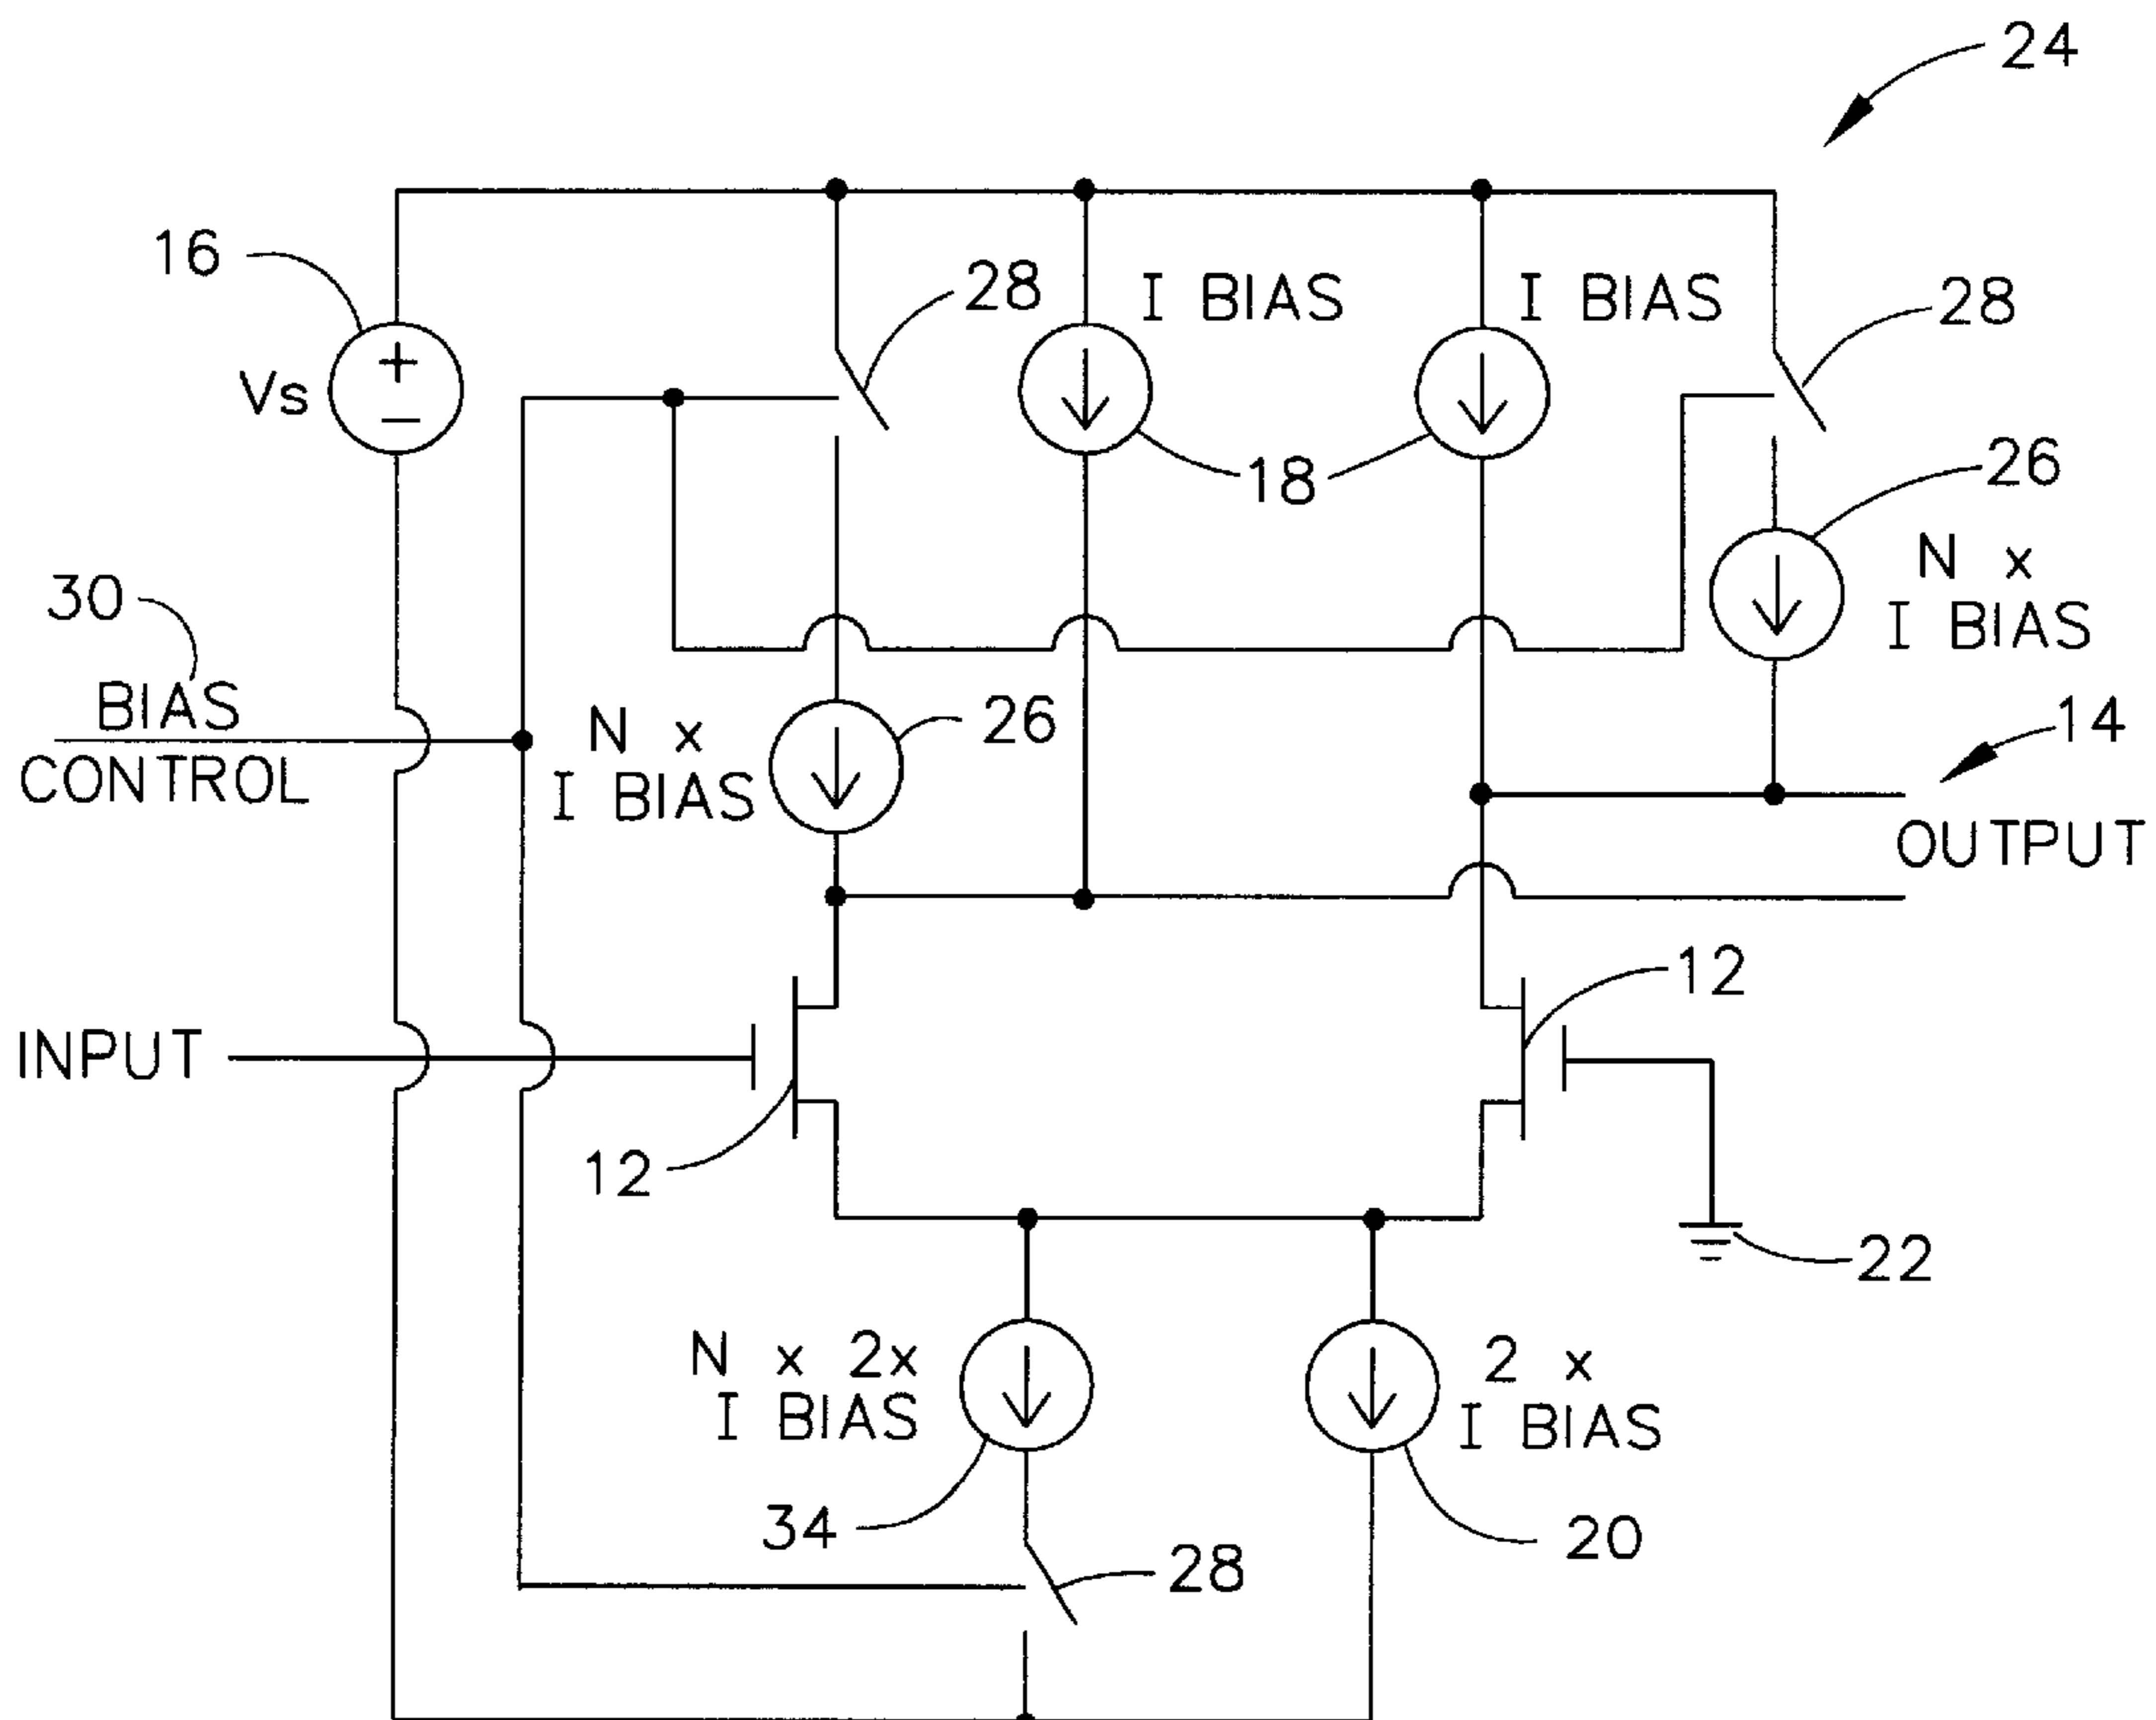 24
16
28
I BIAS
I BIAS
28
Vs
18
26
N x
I BIAS
30
BIAS
CONTROL
N x
I BIAS
26
14
OUTPUT
12
INPUT
12
22
N x 2x
I BIAS
2 x
I BIAS
34
28
20